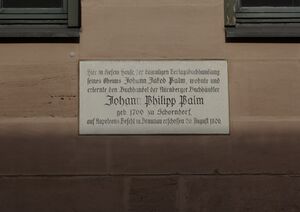 Hier in diesem Hause, der damaligen Verlagsbuchhandlung
seines Oheims Johann Jakob Palm, wohnte und
erlernte den Buchhandel der Nürnberger Buchhändler
Johann Philipp Palm
geb. 1766 zu Schorndorf,
auf Napoleons Befehl in Braunau erschossen 26. August 1806.